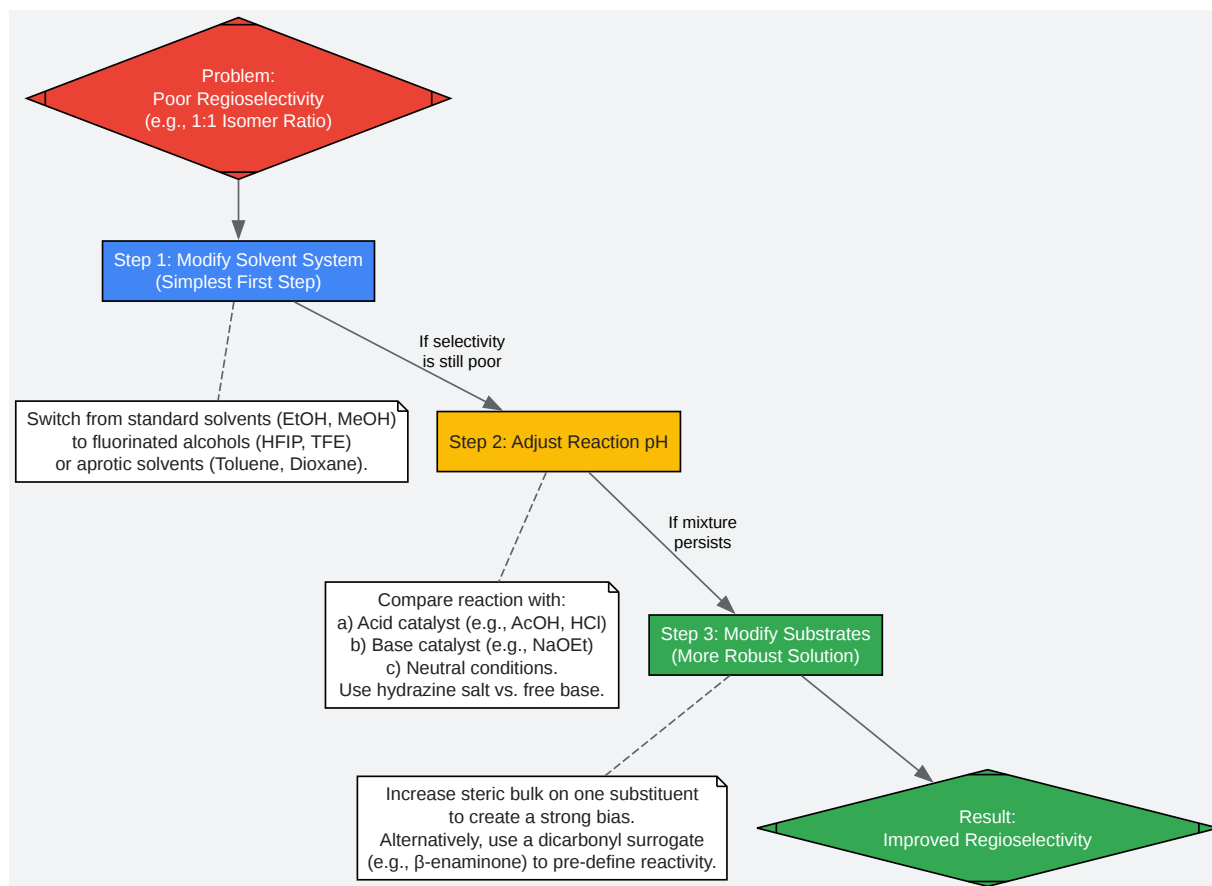 Problem:
Poor Regioselectivity
(e.g., 1:1 Isomer Ratio)
Step 1: Modify Solvent System
(Simplest First Step)
If selectivity
is still poor
Switch from standard solvents (EtOH, MeOH)
to fluorinated alcohols (HFIP, TFE)
or aprotic solvents (Toluene, Dioxane).
Step 2: Adjust Reaction pH
If mixture
persists
Compare reaction with:
a) Acid catalyst (e.g., AcOH, HCl)
b) Base catalyst (e.g., NaOEt)
c) Neutral conditions.
Use hydrazine salt vs. free base.
Step 3: Modify Substrates
(More Robust Solution)
Increase steric bulk on one substituent
to create a strong bias.
Alternatively, use a dicarbonyl surrogate
(e.g., β-enaminone) to pre-define reactivity.
Result:
Improved Regioselectivity